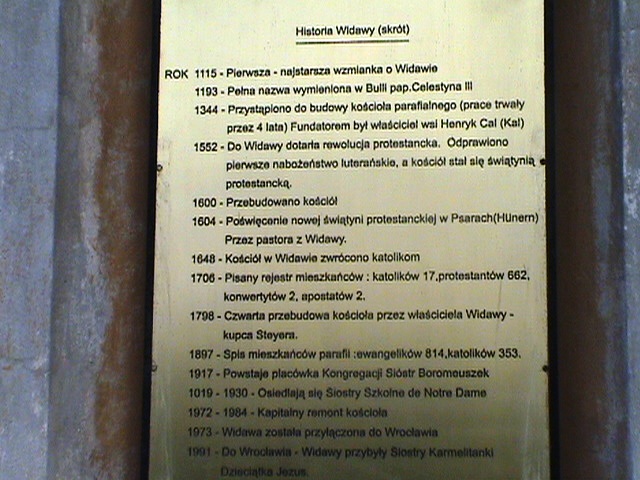 Historia Widawy (skrót)
ROK 1115 - Pierwsza - najstarsza wzmianka o Widawie
1193 - Pełna nazwa wymieniona w Bulli pap.Celestyna III
1344 - Przystąpiono do budowy kościoła parafialnego (prace trwały
przez 4 lata) Fundatorem był właściciel wsi Henryk Cal (Kal)
1552 - Do Widawy dotarła rewolucja protestancka. Odprawiono
pierwsze nabożeństwo luterańskie, a kościół stał się świątynią
protestancką.
1600 - Przebudowano kościół
1604 - Poświęcenie nowej świątyni protestanckiej w Psarach(Hünern)
Przez pastora z Widawy.
1648 - Kościół w Widawie zwrócono katolikom
1706 - Pisany rejestr mieszkańców : katolików 17,protestantów 662,
konwertytów 2, apostatów 2.
1798 - Czwarta przebudowa kościoła przez właściciela Widawy -
kupca Steyera.
1897 - Spis mieszkańców parafii :ewangelików 814,katolików 353.
1917 - Powstaje placówka Kongregacji Sióstr Boromeuszek
1019 - 1930 - Osiedlają się Siostry Szkolne de Notre Dame
1972 - 1984 - Kapitalny remont kościoła
1973 - Widawa została przyłączona do Wrocławia
1991 - Do Wrocławia - Widawy przybyły Siostry Karmelitanki
Dzieciątka Jezus.